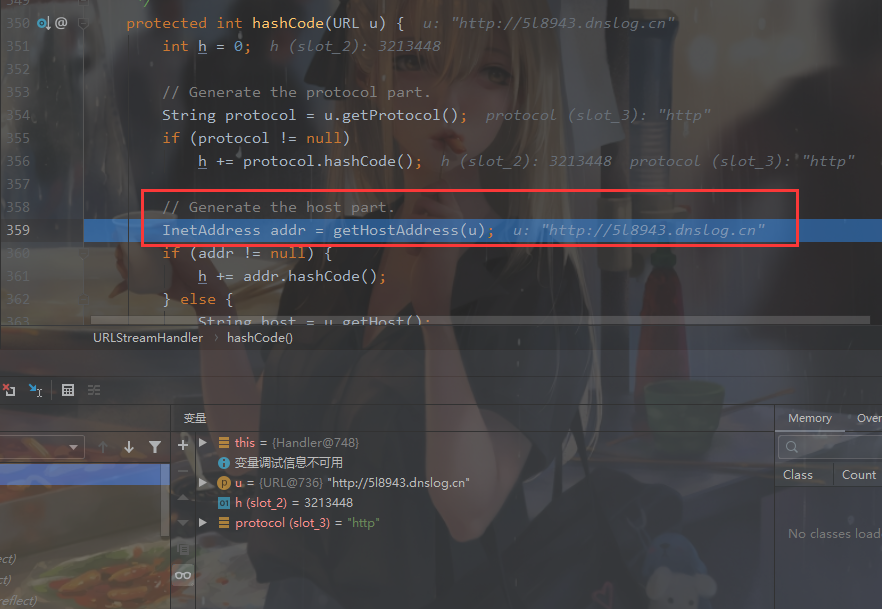 349 */
350 protected int hashCode(URL u) { u: "http://5l8943.dnslog.cn"
351 int h = 0; h (slot_2): 3213448
352
353 // Generate the protocol part.
354 String protocol = u.getProtocol(); protocol (slot_3): "http"
355 if (protocol != null)
356 h += protocol.hashCode(); h (slot_2): 3213448 protocol (slot_3): "http"
357
358 // Generate the host part.
359 InetAddress addr = getHostAddress(u); u: "http://5l8943.dnslog.cn"
360 if (addr != null) {
361 h += addr.hashCode();
362 } else {
363 String host = u.getHost();
URLStreamHandler › hashCode()
变量
Memory Over
this = {Handler@748}
变量调试信息不可用
u = {URL@736} "http://5l8943.dnslog.cn"
Class Count
h (slot_2) = 3213448
protocol (slot_3) = "http"
No classes load
ect)
ct)
reflect)